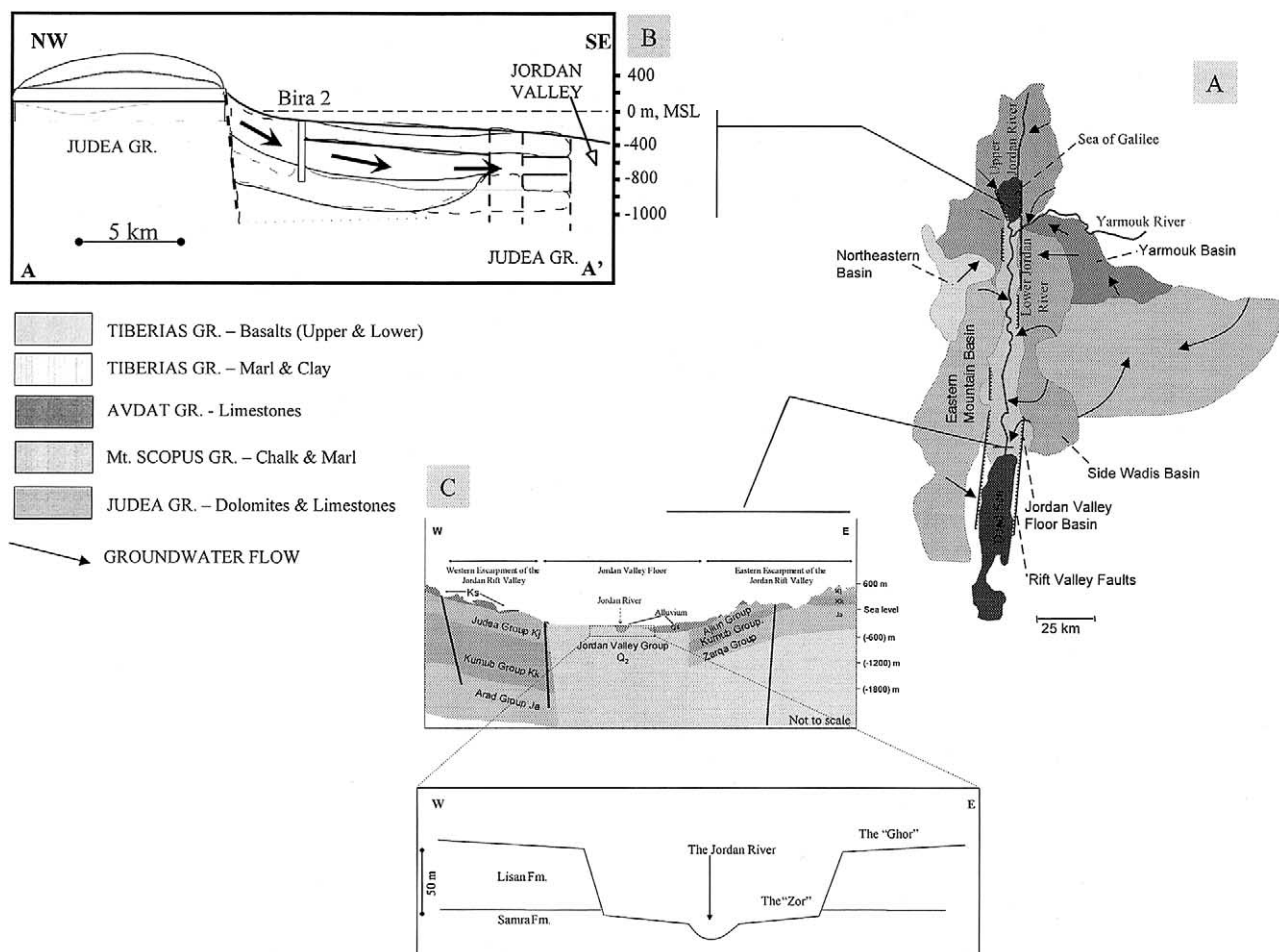 NW
SE
B
JORDAN
VALLEY
400
0 m, MSL
-400
-600
-800
-1000
Bira 2
JUDEA GR.
5 km
JUDEA GR.
A
A'
TIBERIAS GR. – Basalts (Upper & Lower)
TIBERIAS GR. – Marl & Clay
AVDAT GR. - Limestones
Mt. SCOPUS GR. – Chalk & Marl
JUDEA GR. – Dolomites & Limestones
GROUNDWATER FLOW
A
Upper
Jordan River
Sea of Galilee
Yarmouk River
Yarmouk Basin
Northeastern
Basin
Lower Jordan
River
Eastern
Mountain Basin
Side Wadis Basin
Jordan Valley
Floor Basin
Rift Valley Faults
25 km
C
W
E
Western Escarpment of the
Jordan Rift Valley
Jordan Valley Floor
Eastern Escarpment of the
Jordan Rift Valley
Ks
Jordan River
Alluvium
600 m
Sea level
(-600) m
(-1200) m
(-1800) m
Kj
Kk
Ja
Judea Group Kj
Kurnub Group Kk
Arad Group Ja
Jordan Valley Group
Q2
Ajlun Group
Kurnub Group
Zarqa Group
Not to scale
W
E
The "Ghor"
The Jordan River
50 m
Lisan Fm.
The "Zor"
Samra Fm.